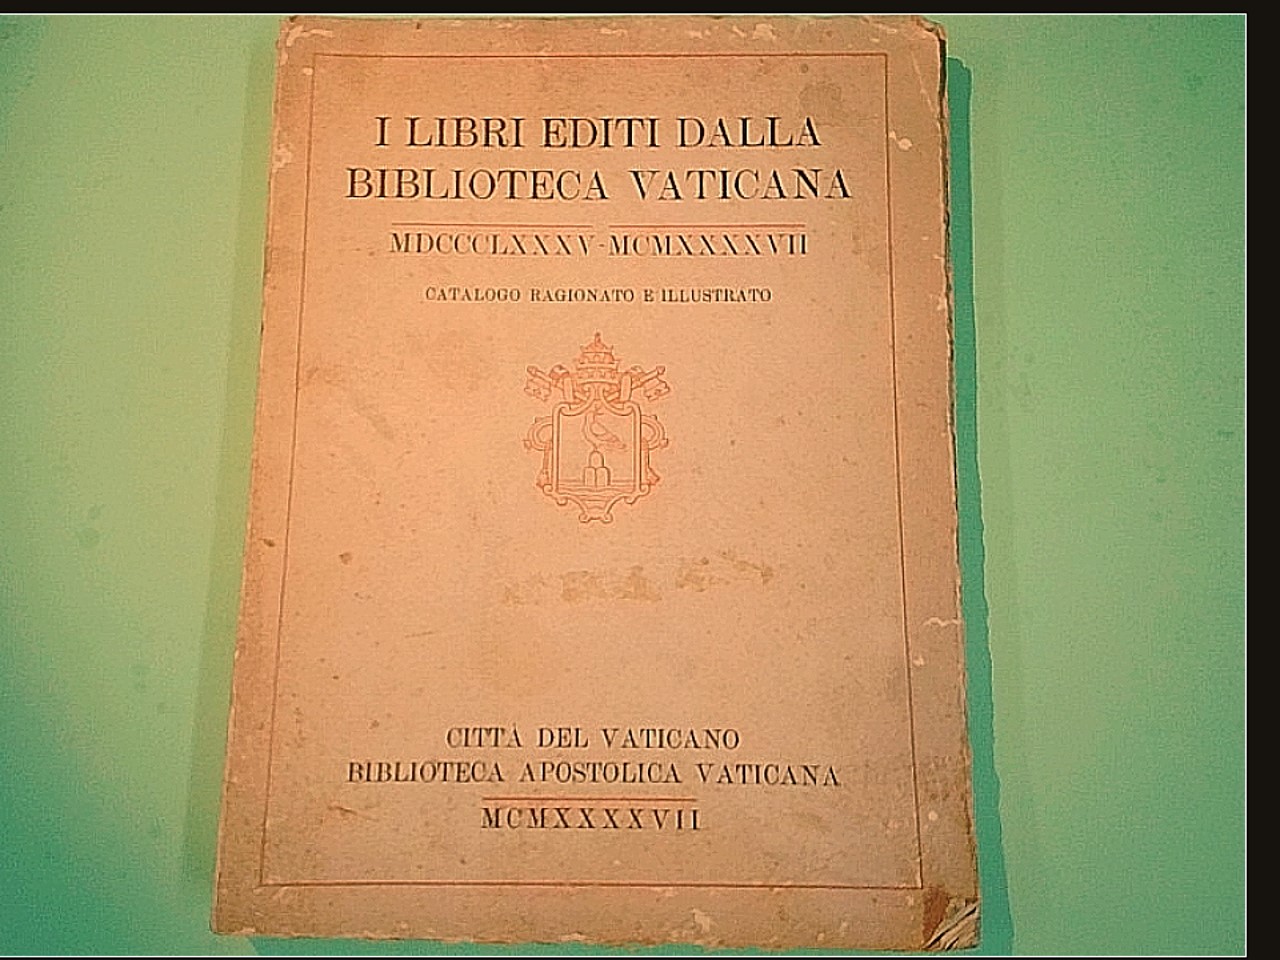 I LIBRI EDITI DALLA
BIBLIOTECA VATICANA
MDCCCLXXXV-MCMXXXXVII
CATALOGO RAGIONATO E ILLUSTRATO
CITTÀ DEL VATICANO
BIBLIOTECA APOSTOLICA VATICANA
MCMXXXXVII